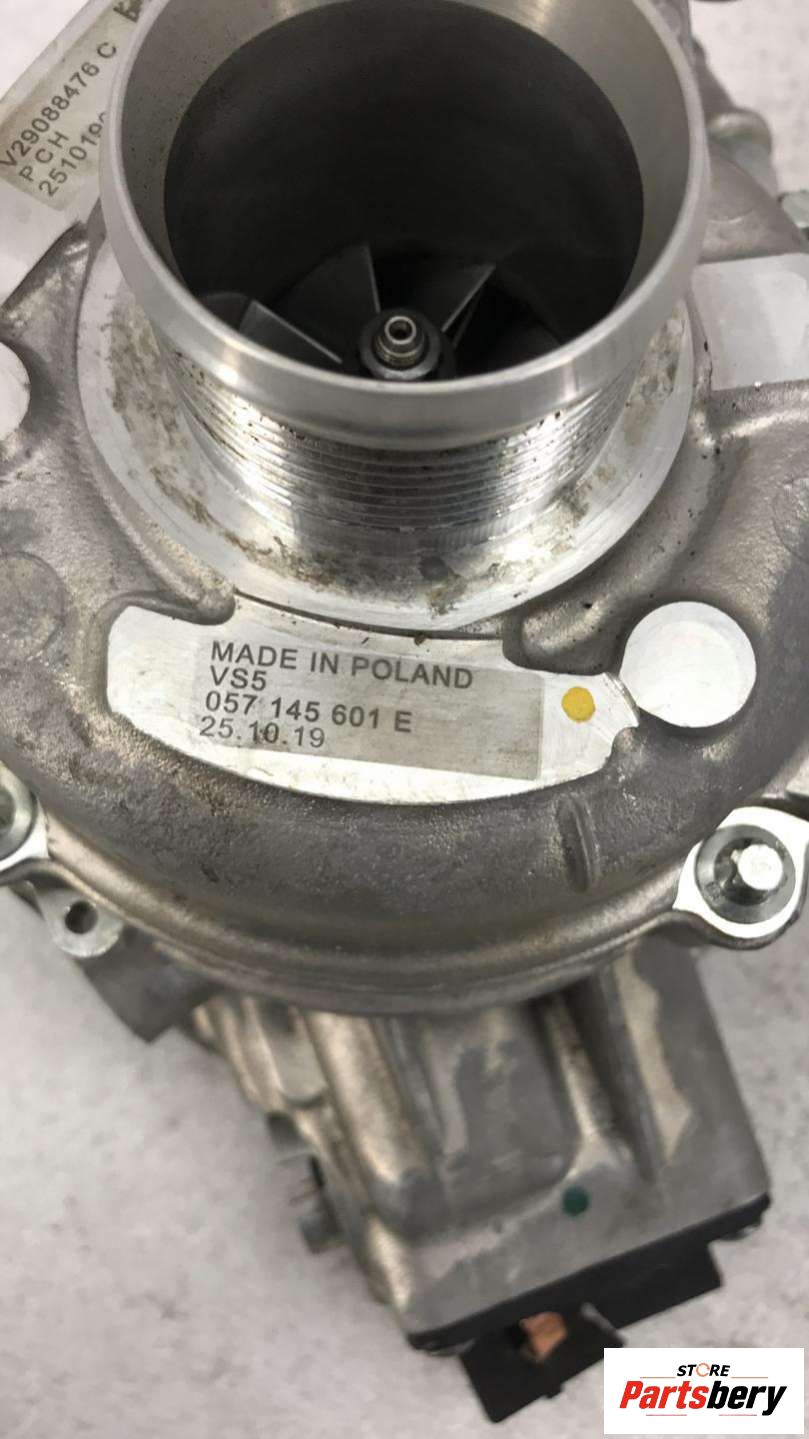 V29088476 C
PCH
MADE IN POLAND
VS5
057 145 601 E
25.10.19
STORE
Partsbery